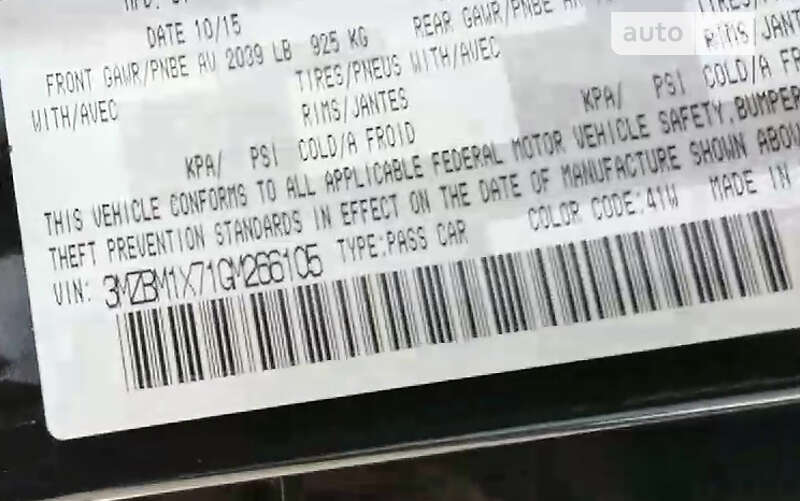 DATE 10/15
auto
FRONT GAWR/PNBE AV 2039 LB 925 KG
REAR GAWR/PNBE
WITH/AVEC
TIRES/PNEUS WITH/AVEC
RIMS/JANTES
RIMS/JANTES
KPA/ PSI COLD/A FROID
KPA/ PSI COLD/A
THIS VEHICLE CONFORMS TO ALL APPLICABLE FEDERAL MOTOR VEHICLE SAFETY, BUMPER
THEFT PREVENTION STANDARDS IN EFFECT ON THE DATE OF MANUFACTURE SHOWN
VIN: 3MZBM1X71GM266105 TYPE:PASS CAR COLOR CODE:41W MADE IN